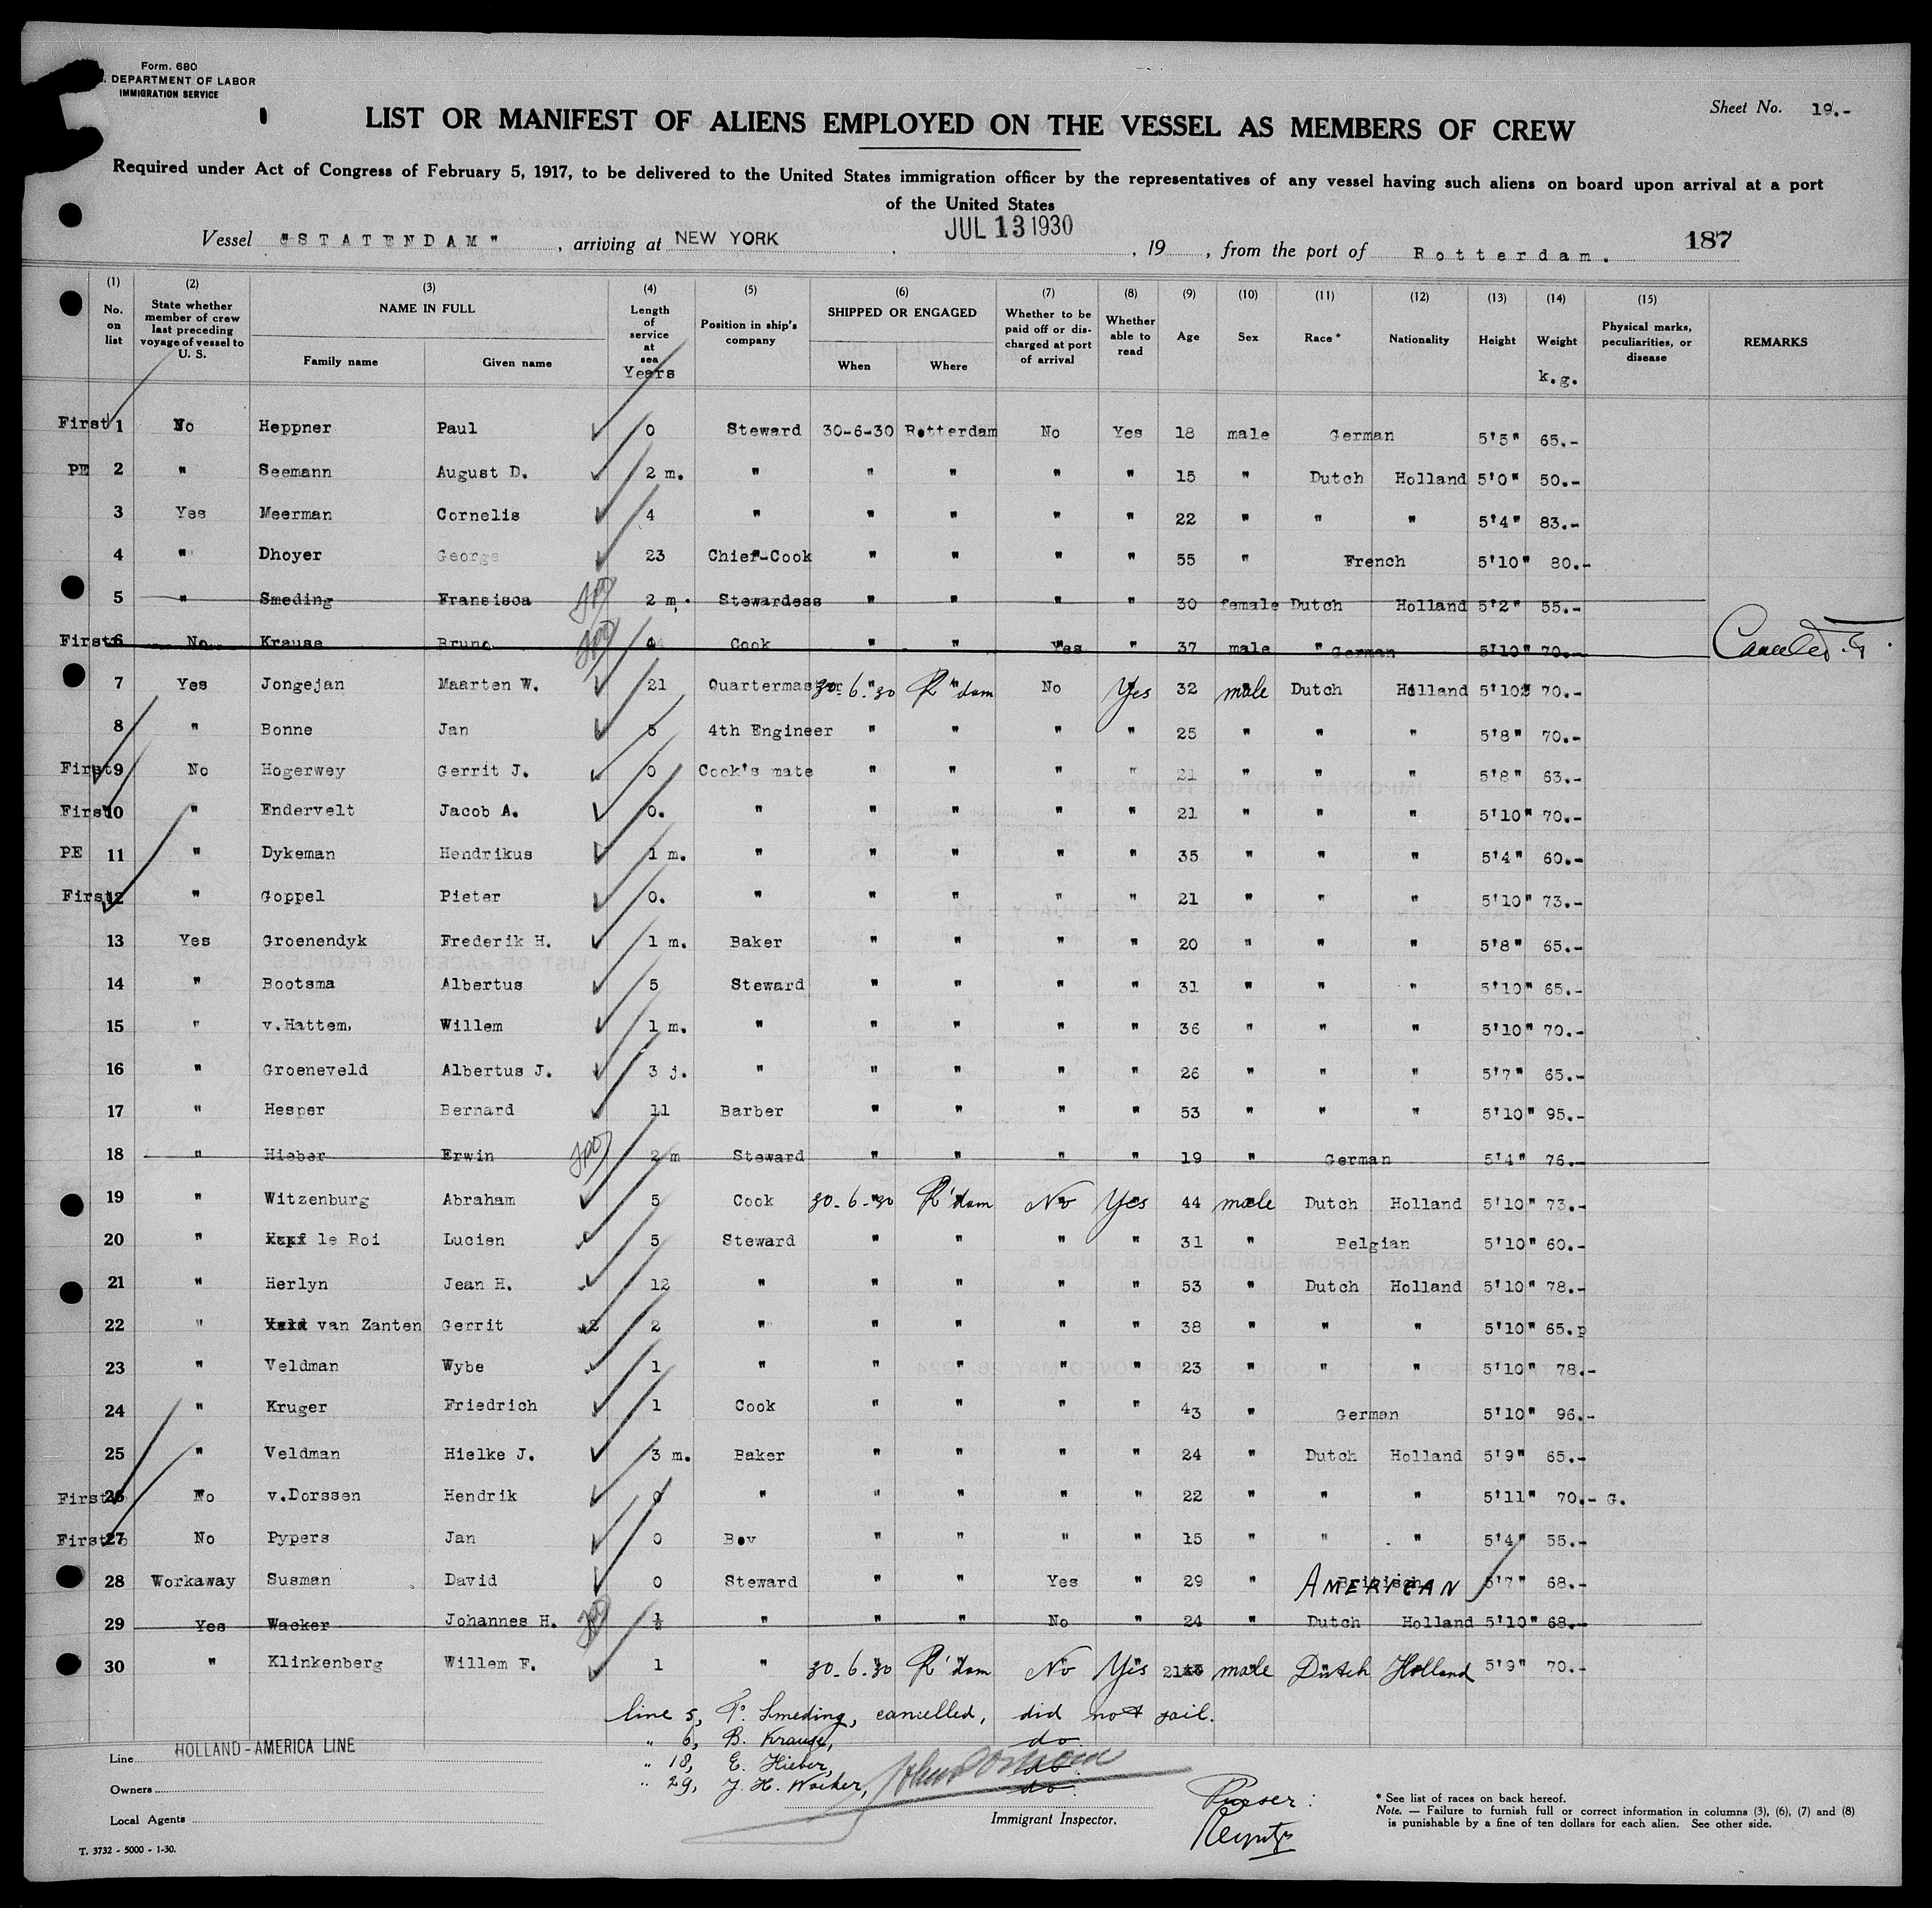 Form. 680
DEPARTMENT OF LABOR
IMMIGRATION SERVICE
Sheet No. 19.-
LIST OR MANIFEST OF ALIENS EMPLOYED ON THE VESSEL AS MEMBERS OF CREW
Required under Act of Congress of February 5, 1917, to be delivered to the United States immigration officer by the representatives of any vessel having such aliens on board upon arrival at a port
of the United States
Vessel "STATENDAM" , arriving at NEW YORK , JUL 13 1930 , 19 , from the port of Rotterdam. 187
(1) (2) (3) (4) (5) (6) (7) (8) (9) (10) (11) (12) (13) (14) (15)
No. on list State whether member of crew last preceding voyage of vessel to U. S. NAME IN FULL Family name Given name Length of service at sea Years Position in ship's company SHIPPED OR ENGAGED When Where Whether to be paid off or discharged at port of arrival Whether able to read Age Sex Race * Nationality Height Weight k.g. Physical marks, peculiarities, or disease REMARKS
First 1 No Heppner Paul 0 Steward 30-6-30 Rotterdam No Yes 18 male German 5'5" 65.-
PE 2 " Seemann August D. 2 m. " " " " " 15 " Dutch Holland 5'0" 50.-
3 Yes Meerman Cornelis 4 " " " " " 22 " " " 5'4" 83.-
4 " Dhoyer George 23 Chief-Cook " " " " 55 " French 5'10" 80.-
5 " Smeding Fransisca 2 m. Stewardess " " " " 30 female Dutch Holland 5'2" 55.-
First 6 No Krause Bruno 4 Cook " " Yes " 37 male " German 5'10" 70.- Canceled
7 Yes Jongejan Maarten W. 21 Quartermaster 30-6-30 R'dam No Yes 32 male Dutch Holland 5'10" 70.-
8 " Bonne Jan 5 4th Engineer " " " " 25 " " " 5'8" 70.-
First 9 No Hogerwey Gerrit J. 0 Cook's mate " " " " 21 " " " 5'8" 63.-
First 10 " Endervelt Jacob A. 0. " " " " " 21 " " " 5'10" 70.-
PE 11 " Dykeman Hendrikus 1 m. " " " " " 35 " " " 5'4" 60.-
First 12 " Goppel Pieter 0. " " " " " 21 " " " 5'10" 73.-
13 Yes Groenendyk Frederik H. 1 m. Baker " " " " 20 " " " 5'8" 65.-
14 " Bootsma Albertus 5 Steward " " " " 31 " " " 5'10" 65.-
15 " v.Hattem, Willem 1 m. " " " " " 36 " " " 5'10" 70.-
16 " Groeneveld Albertus J. 3 j. " " " " " 26 " " " 5'7" 65.-
17 " Hesper Bernard 11 Barber " " " " 53 " " " 5'10" 95.-
18 " Hieber Erwin 2 m Steward " " " " 19 " German 5'4" 76.-
19 " Witzenburg Abraham 5 Cook 30-6-30 R'dam No Yes 44 male Dutch Holland 5'10" 73.-
20 " le Roi Lucien 5 Steward " " " " 31 " Belgian 5'10" 60.-
21 " Herlyn Jean H. 12 " " " " " 53 " Dutch Holland 5'10" 78.-
22 " van Zanten Gerrit 2 2 " " " " " 38 " " " 5'10" 65.p
23 " Veldman Wybe 1 " " " " " 23 " " " 5'10" 78.-
24 " Kruger Friedrich 1 Cook " " " " 43 " German 5'10" 96.-
25 " Veldman Hielke J. 3 m. Baker " " " " 24 " Dutch Holland 5'9" 65.-
First 26 No v.Dorssen Hendrik 0 " " " " " 22 " " " 5'11" 70.- G.
First 27 No Pypers Jan 0 Boy " " " " 15 " " " 5'4" 55.-
28 Workaway Susman David 0 Steward " " Yes " 29 " AMERICAN 5'7" 68.-
29 Yes Wacker Johannes H. ½ " " " No " 24 " Dutch Holland 5'10" 68.-
30 " Klinkenberg Willem F. 1 " 30-6-30 R'dam No Yes 21 male Dutch Holland 5'9" 70.-
line 5, F. Smeding, cancelled, did not sail.
" 6, B. Krause, do
" 18, E. Hieber, do
" 29, J. H. Wacker, do.
Line HOLLAND-AMERICA LINE
Owners
Local Agents
Immigrant Inspector.
Purser:
* See list of races on back hereof.
Note. — Failure to furnish full or correct information in columns (3), (6), (7) and (8)
is punishable by a fine of ten dollars for each alien. See other side.
T. 3732 - 5000 - 1-30.